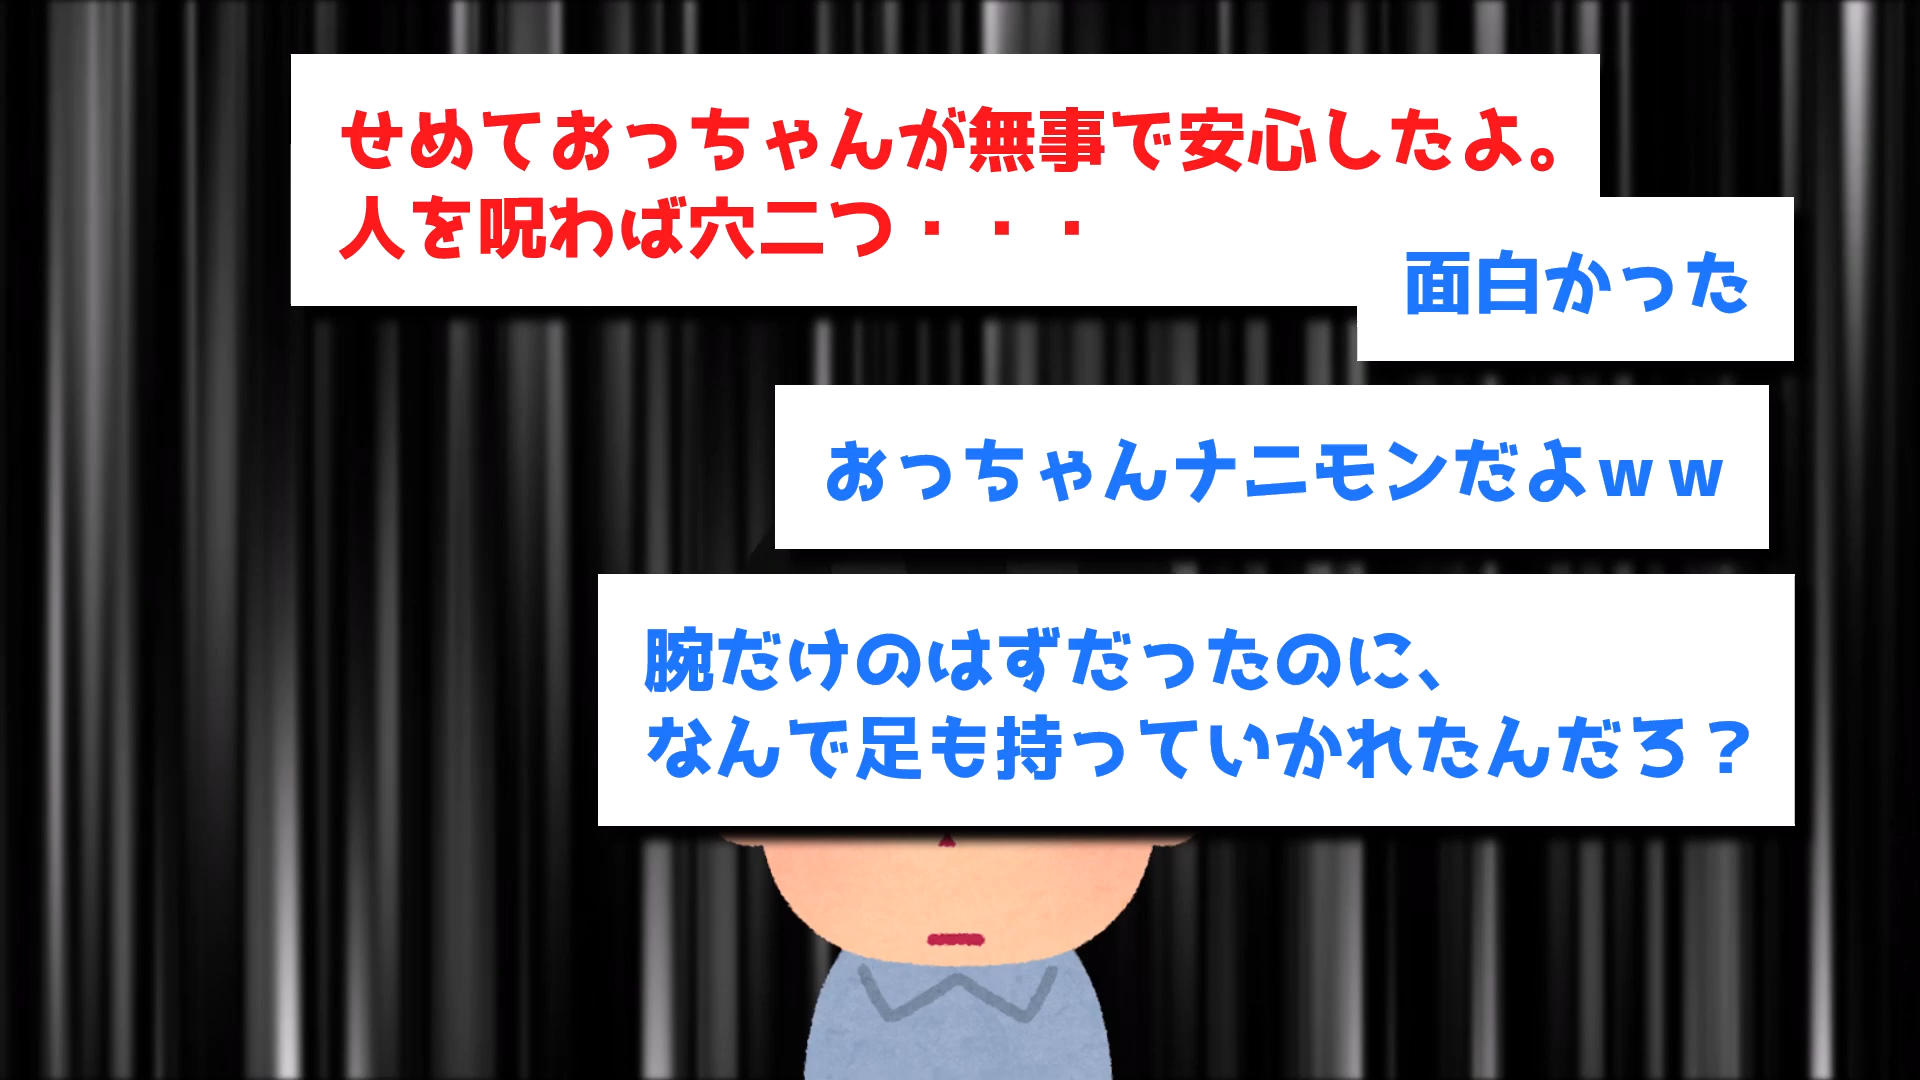 せめておっちゃんが無事で安心したよ。
人を呪わば穴二つ・・・
面白かった
おっちゃんナニモンだよｗｗ
腕だけのはずだったのに、
なんで足も持っていかれたんだろ？